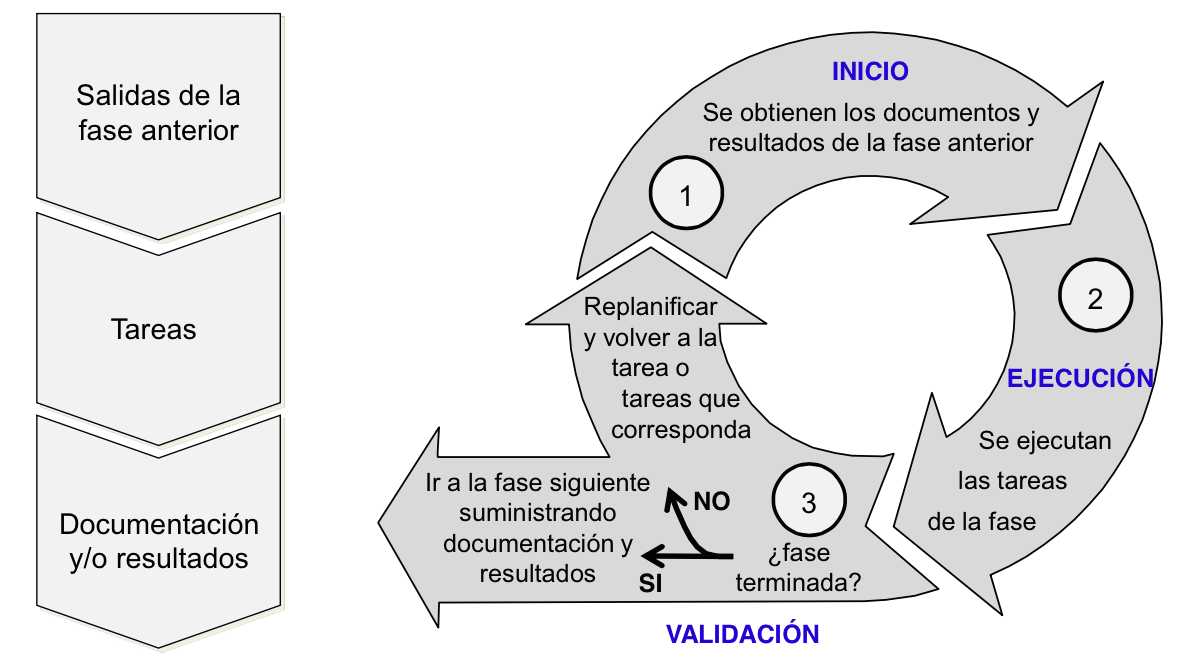 Salidas de la
fase anterior
Tareas
Documentación
y/o resultados
INICIO
Se obtienen los documentos y
resultados de la fase anterior
1
2
EJECUCIÓN
Se ejecutan
las tareas
de la fase
3
¿fase
terminada?
VALIDACIÓN
NO
SI
Replanificar
y volver a la
tarea o
tareas que
corresponda
Ir a la fase siguiente
suministrando
documentación y
resultados